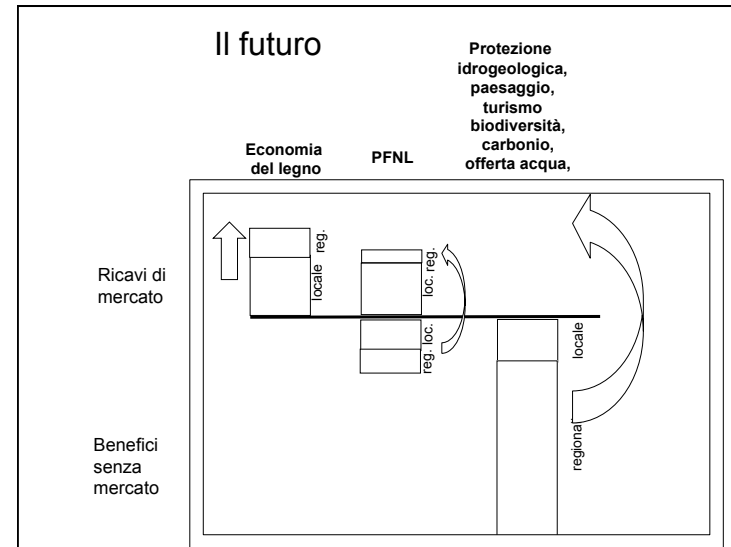 Il futuro
Protezione
idrogeologica,
paesaggio,
turismo
biodiversità,
carbonio,
offerta acqua,
Economia
del legno
PFNL
Ricavi di
mercato
reg.
locale
loc. reg.
reg. loc.
locale
regiona
Benefici
senza
mercato